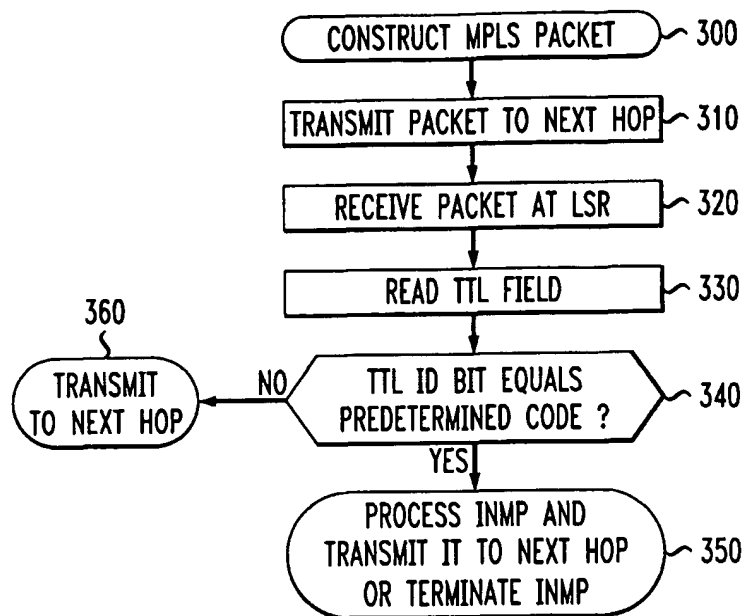 CONSTRUCT MPLS PACKET
300
TRANSMIT PACKET TO NEXT HOP
310
RECEIVE PACKET AT LSR
320
READ TTL FIELD
330
360
TRANSMIT
TO NEXT HOP
NO
TTL ID BIT EQUALS
PREDETERMINED CODE ?
340
YES
PROCESS INMP AND
TRANSMIT IT TO NEXT HOP
OR TERMINATE INMP
350